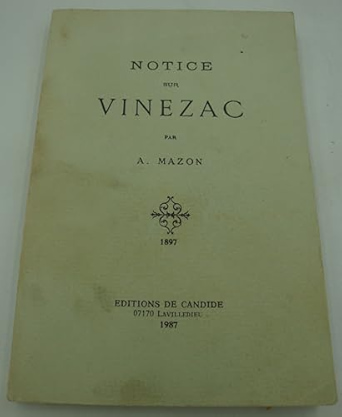 NOTICE
SUR
VINEZAC
PAR
A. MAZON
1897
EDITIONS DE CANDIDE
07170 LAVILLEDIEU
1987